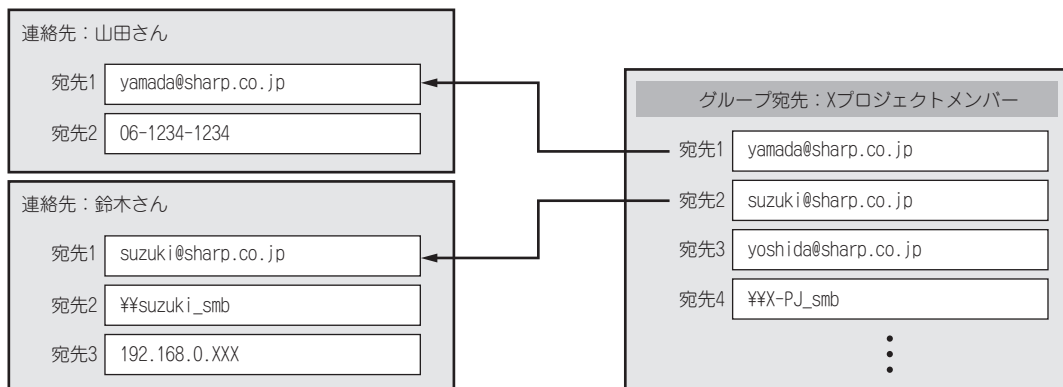 連絡先：山田さん
宛先1 yamada@sharp.co.jp
宛先2 06-1234-1234
連絡先：鈴木さん
宛先1 suzuki@sharp.co.jp
宛先2 ¥¥suzuki_smb
宛先3 192.168.0.XXX
グループ宛先：Xプロジェクトメンバー
宛先1 yamada@sharp.co.jp
宛先2 suzuki@sharp.co.jp
宛先3 yoshida@sharp.co.jp
宛先4 ¥¥X-PJ_smb